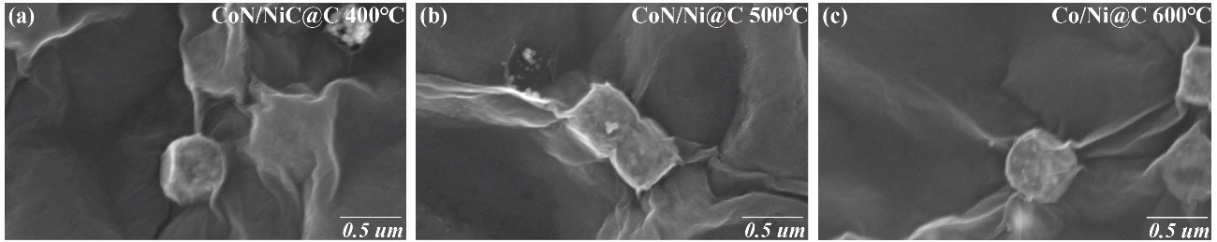 (a) CoN/NiC@C 400℃
(b) CoN/Ni@C 500℃
(c) Co/Ni@C 600℃
0.5 um
0.5 um
0.5 um